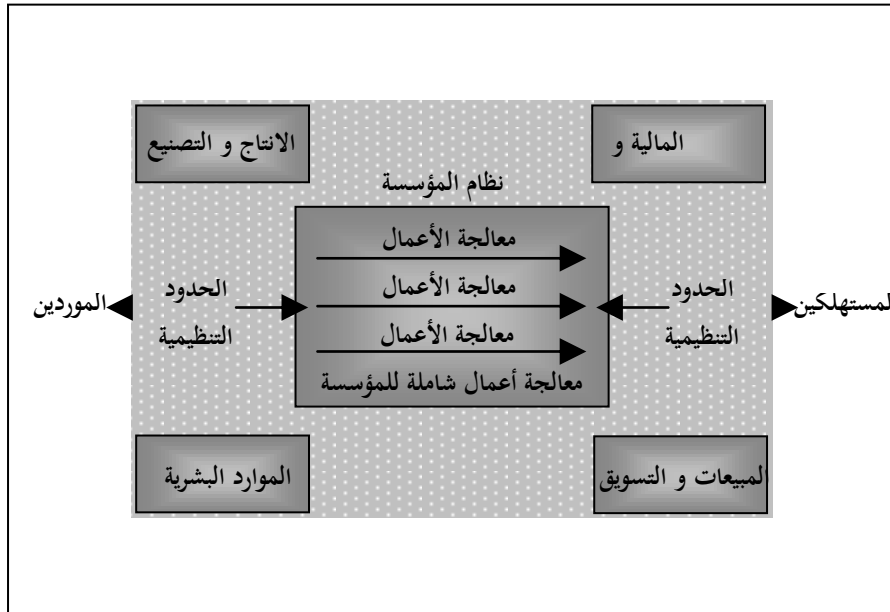 المالية و
الانتاج و التصنيع
نظام المؤسسة
معالجة الأعمال
معالجة الأعمال
معالجة الأعمال
معالجة أعمال شاملة للمؤسسة
لمستهلكين
الحدود
التنظيمية
الحدود
التنظيمية
الموردين
المبيعات و التسويق
الموارد البشرية